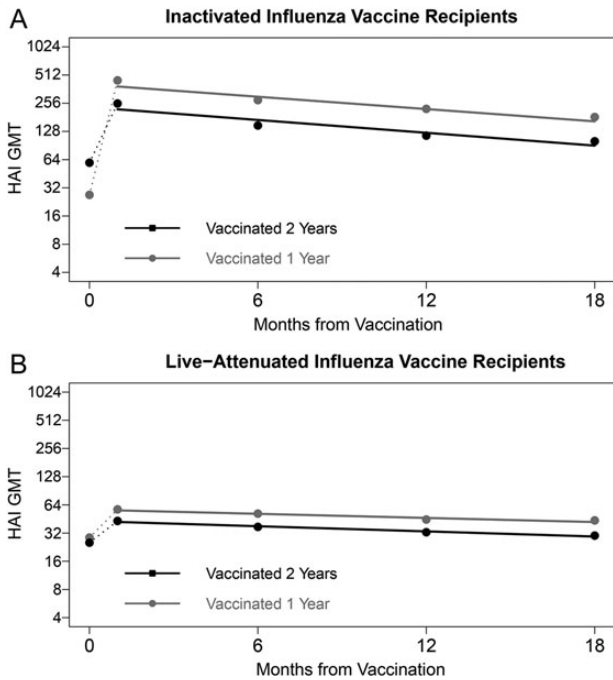 A
Inactivated Influenza Vaccine Recipients
1024
512
256
128
64
32
16
8
4
HAI GMT
Vaccinated 2 Years
Vaccinated 1 Year
0 6 12 18
Months from Vaccination
B
Live−Attenuated Influenza Vaccine Recipients
1024
512
256
128
64
32
16
8
4
HAI GMT
Vaccinated 2 Years
Vaccinated 1 Year
0 6 12 18
Months from Vaccination